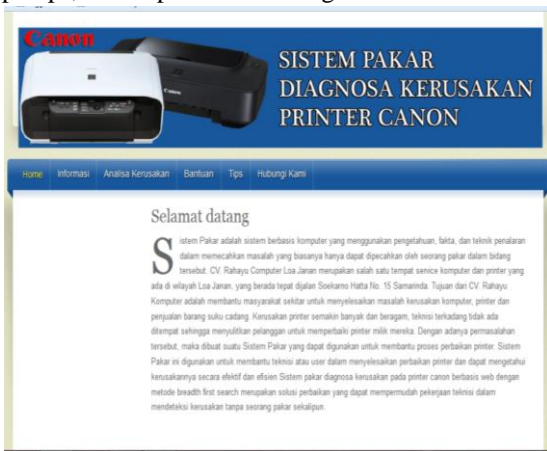 Canon
SISTEM PAKAR
DIAGNOSA KERUSAKAN
PRINTER CANON
Home Informasi Analisa Kerusakan Bantuan Tips Hubungi Kami
Selamat datang
Sistem Pakar adalah sistem berbasis komputer yang menggunakan pengetahuan, fakta, dan teknik penalaran
dalam memecahkan masalah yang biasanya hanya dapat dipecahkan oleh seorang pakar dalam bidang
tersebut. CV. Rahayu Computer Loa Janan merupakan salah satu tempat service komputer dan printer yang
ada di wilayah Loa Janan, yang berada tepat dijalan Soekarno Hatta No. 15 Samarinda. Tujuan dari CV. Rahayu
Komputer adalah membantu masyarakat sekitar untuk menyelesaikan masalah kerusakan komputer, printer dan
penjualan barang suku cadang. Kerusakan printer semakin banyak dan beragam, teknisi terkadang tidak ada
ditempat sehingga menyulitkan pelanggan untuk memperbaiki printer milik mereka. Dengan adanya permasalahan
tersebut, maka dibuat suatu Sistem Pakar yang dapat digunakan untuk membantu proses perbaikan printer. Sistem
Pakar ini digunakan untuk membantu teknisi atau user dalam menyelesaikan perbaikan printer dan dapat mengetahui
kerusakannya secara efektif dan efisien Sistem pakar diagnosa kerusakan pada printer canon berbasis web dengan
metode breadth first search merupakan solusi perbaikan yang dapat mempermudah pekerjaan teknisi dalam
mendeteksi kerusakan tanpa seorang pakar sekalipun.